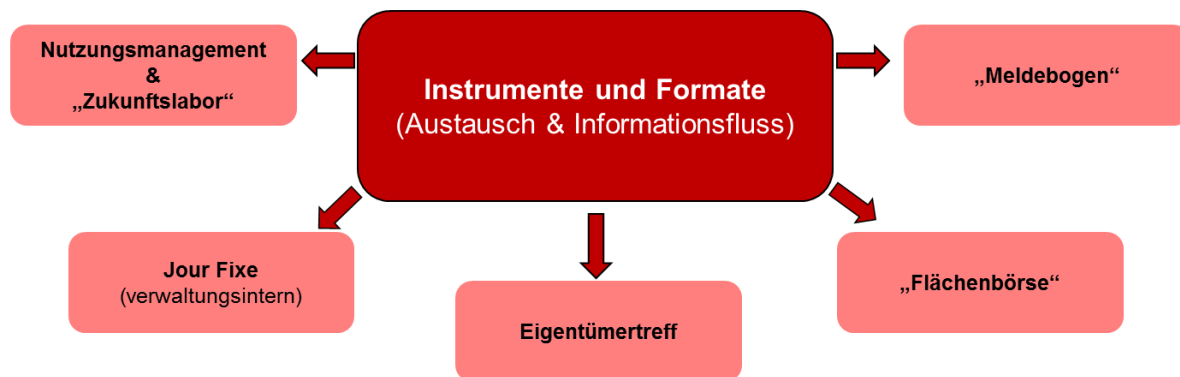 Nutzungsmanagement
&
„Zukunftslabor“
Instrumente und Formate
(Austausch & Informationsfluss)
„Meldebogen“
Jour Fixe
(verwaltungsintern)
Eigentümertreff
„Flächenbörse“